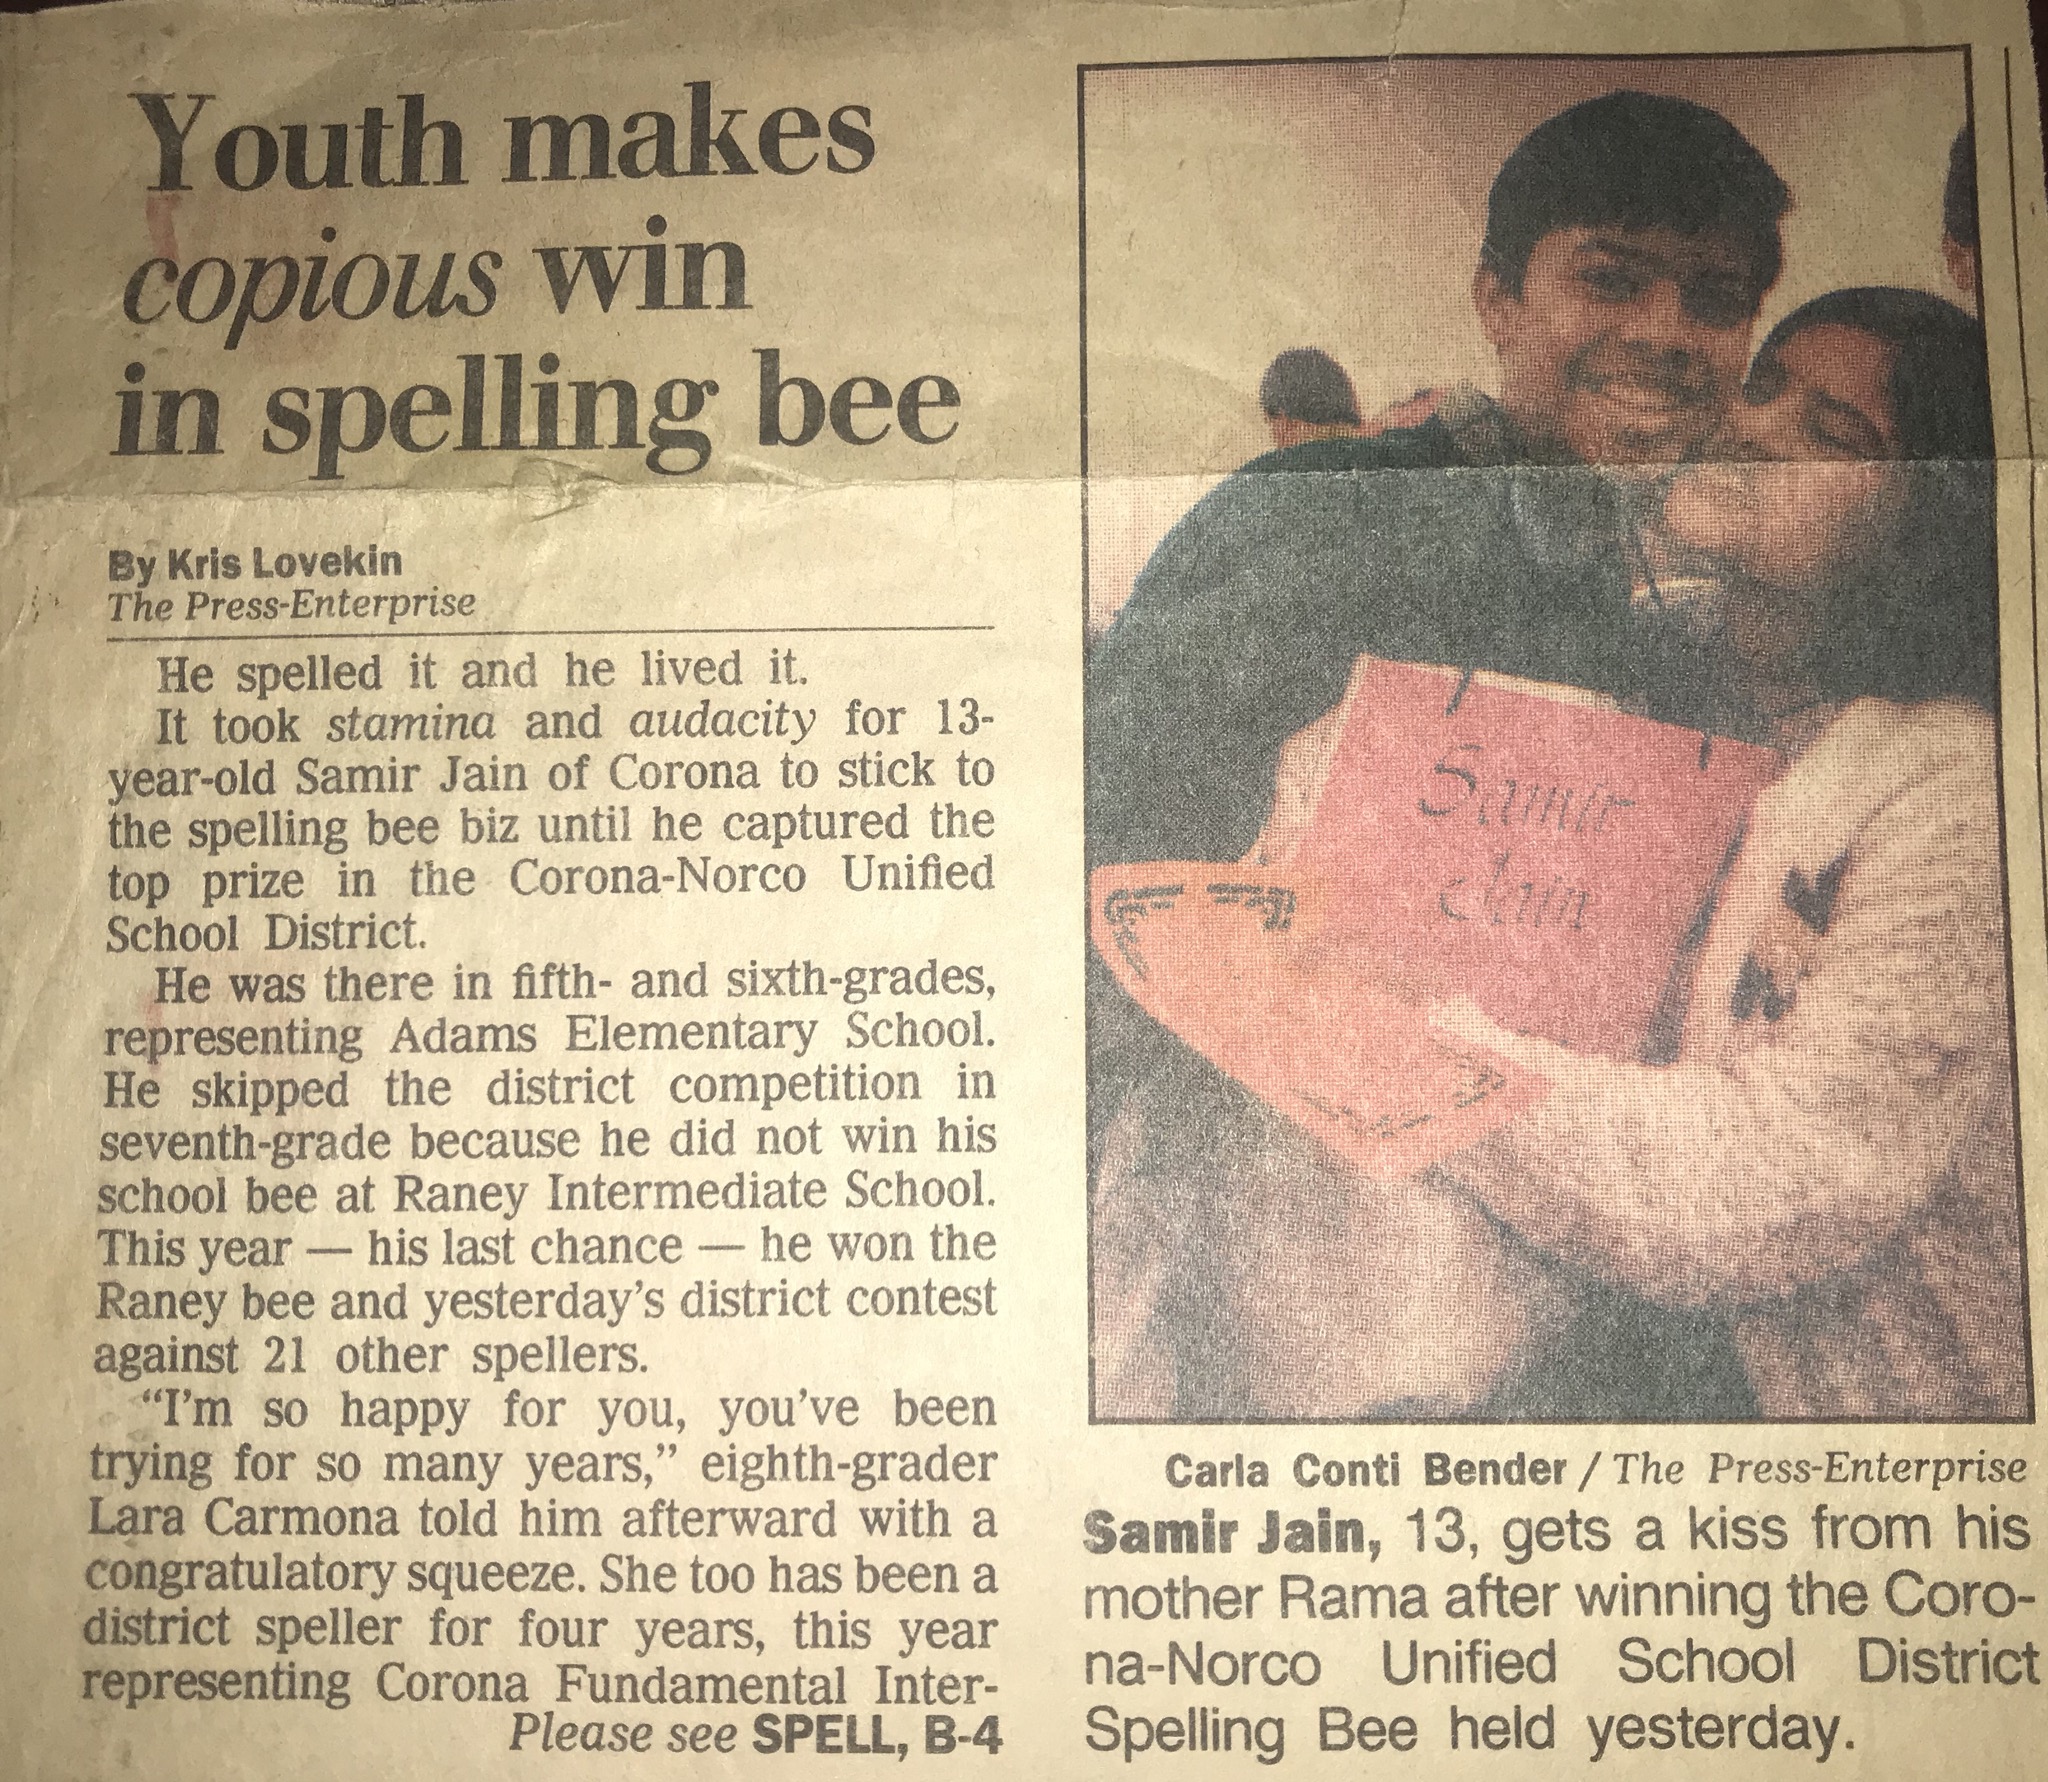 Youth makes
copious win
in spelling bee
By Kris Lovekin
The Press-Enterprise
He spelled it and he lived it.
It took stamina and audacity for 13-
year-old Samir Jain of Corona to stick to
the spelling bee biz until he captured the
top prize in the Corona-Norco Unified
School District.
He was there in fifth- and sixth-grades,
representing Adams Elementary School.
He skipped the district competition in
seventh-grade because he did not win his
school bee at Raney Intermediate School.
This year — his last chance — he won the
Raney bee and yesterday's district contest
against 21 other spellers.
“I'm so happy for you, you've been
trying for so many years,” eighth-grader
Lara Carmona told him afterward with a
congratulatory squeeze. She too has been a
district speller for four years, this year
representing Corona Fundamental Inter-
Please see SPELL, B-4
Samir
Jain
Carla Conti Bender / The Press-Enterprise
Samir Jain, 13, gets a kiss from his
mother Rama after winning the Coro-
na-Norco Unified School District
Spelling Bee held yesterday.